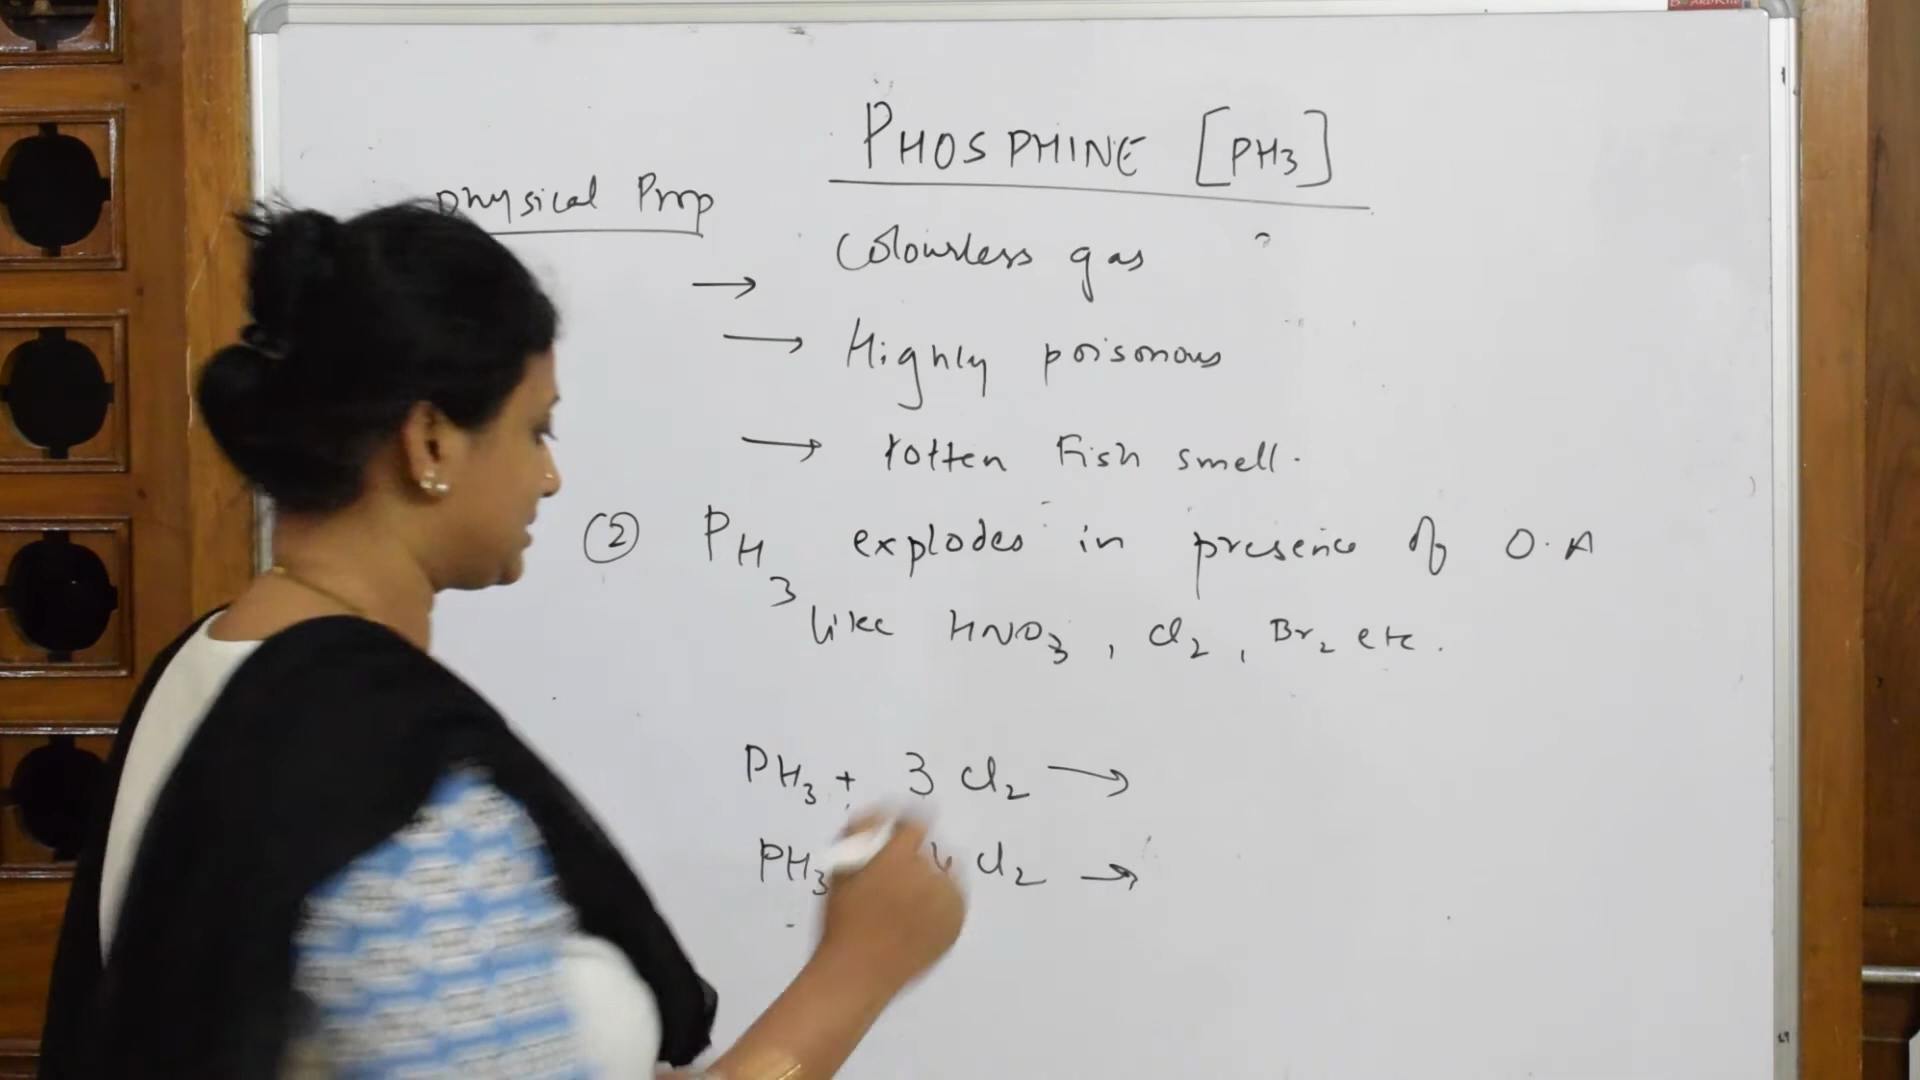 PHOSPHINE [PH3]
physical Prop
→ Colourless gas
→ Highly poisonous
→ rotten Fish smell.
② PH3 explodes in presence of O.A
like HNO3, Cl2, Br2 etc.
PH3 + 3 Cl2 →
PH3 4 Cl2 →